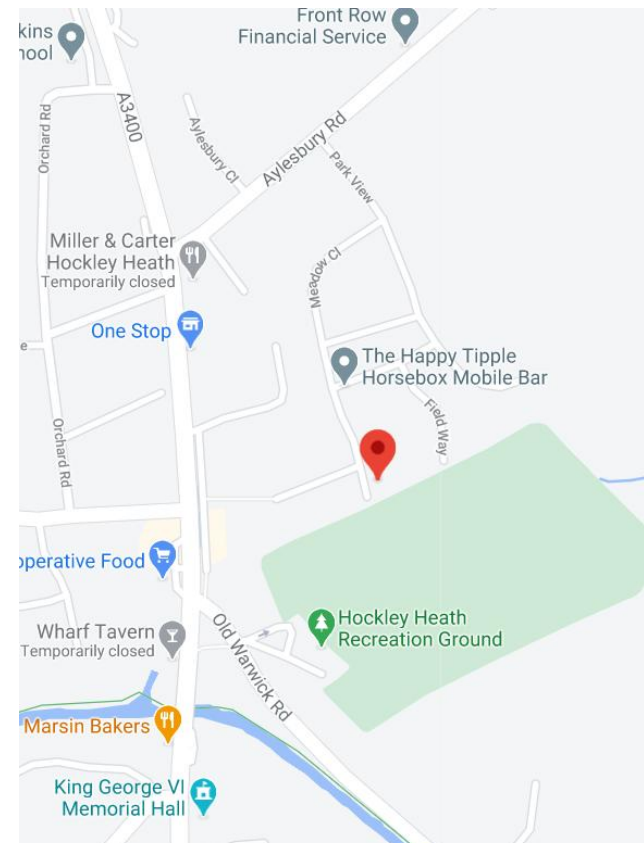 Front Row
Financial Service
kins
hool
A3400
Orchard Rd
Aylesbury Cl
Aylesbury Rd
Park View
Miller & Carter
Hockley Heath
Temporarily closed
Meadow Cl
One Stop
e
The Happy Tipple
Horsebox Mobile Bar
Field Way
Orchard Rd
operative Food
Hockley Heath
Recreation Ground
Old Warwick Rd
Wharf Tavern
Temporarily closed
Marsin Bakers
King George VI
Memorial Hall